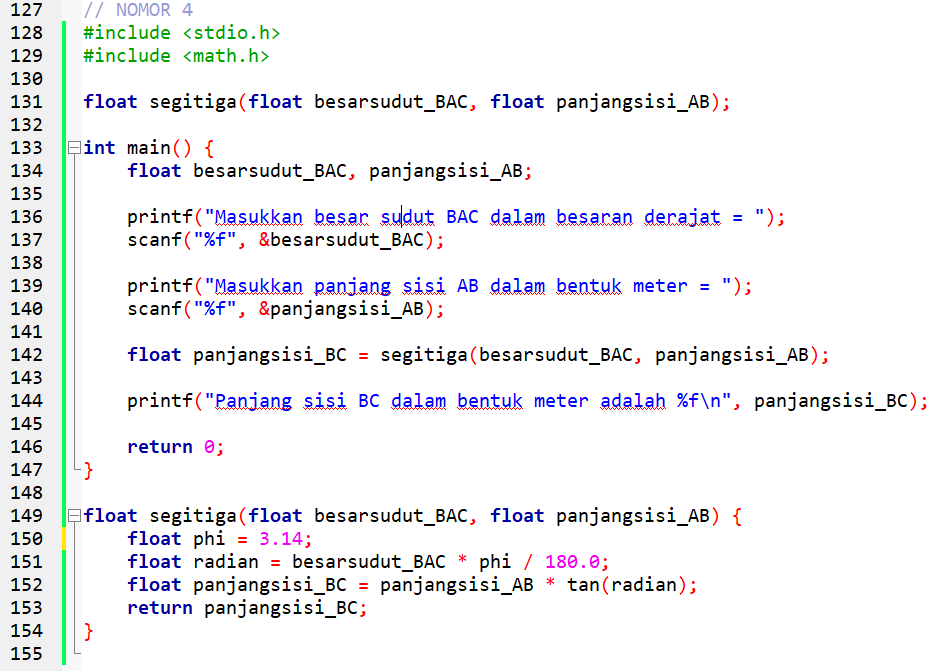 127 // NOMOR 4
128 #include <stdio.h>
129 #include <math.h>
130
131 float segitiga(float besarsudut_BAC, float panjangsisi_AB);
132
133 int main() {
134     float besarsudut_BAC, panjangsisi_AB;
135
136     printf("Masukkan besar sudut BAC dalam besaran derajat = ");
137     scanf("%f", &besarsudut_BAC);
138
139     printf("Masukkan panjang sisi AB dalam bentuk meter = ");
140     scanf("%f", &panjangsisi_AB);
141
142     float panjangsisi_BC = segitiga(besarsudut_BAC, panjangsisi_AB);
143
144     printf("Panjang sisi BC dalam bentuk meter adalah %f\n", panjangsisi_BC);
145
146     return 0;
147 }
148
149 float segitiga(float besarsudut_BAC, float panjangsisi_AB) {
150     float phi = 3.14;
151     float radian = besarsudut_BAC * phi / 180.0;
152     float panjangsisi_BC = panjangsisi_AB * tan(radian);
153     return panjangsisi_BC;
154 }
155